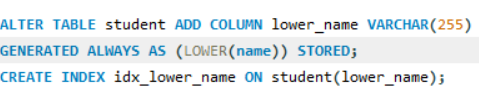 ALTER TABLE student ADD COLUMN lower_name VARCHAR(255)
GENERATED ALWAYS AS (LOWER(name)) STORED;
CREATE INDEX idx_lower_name ON student(lower_name);